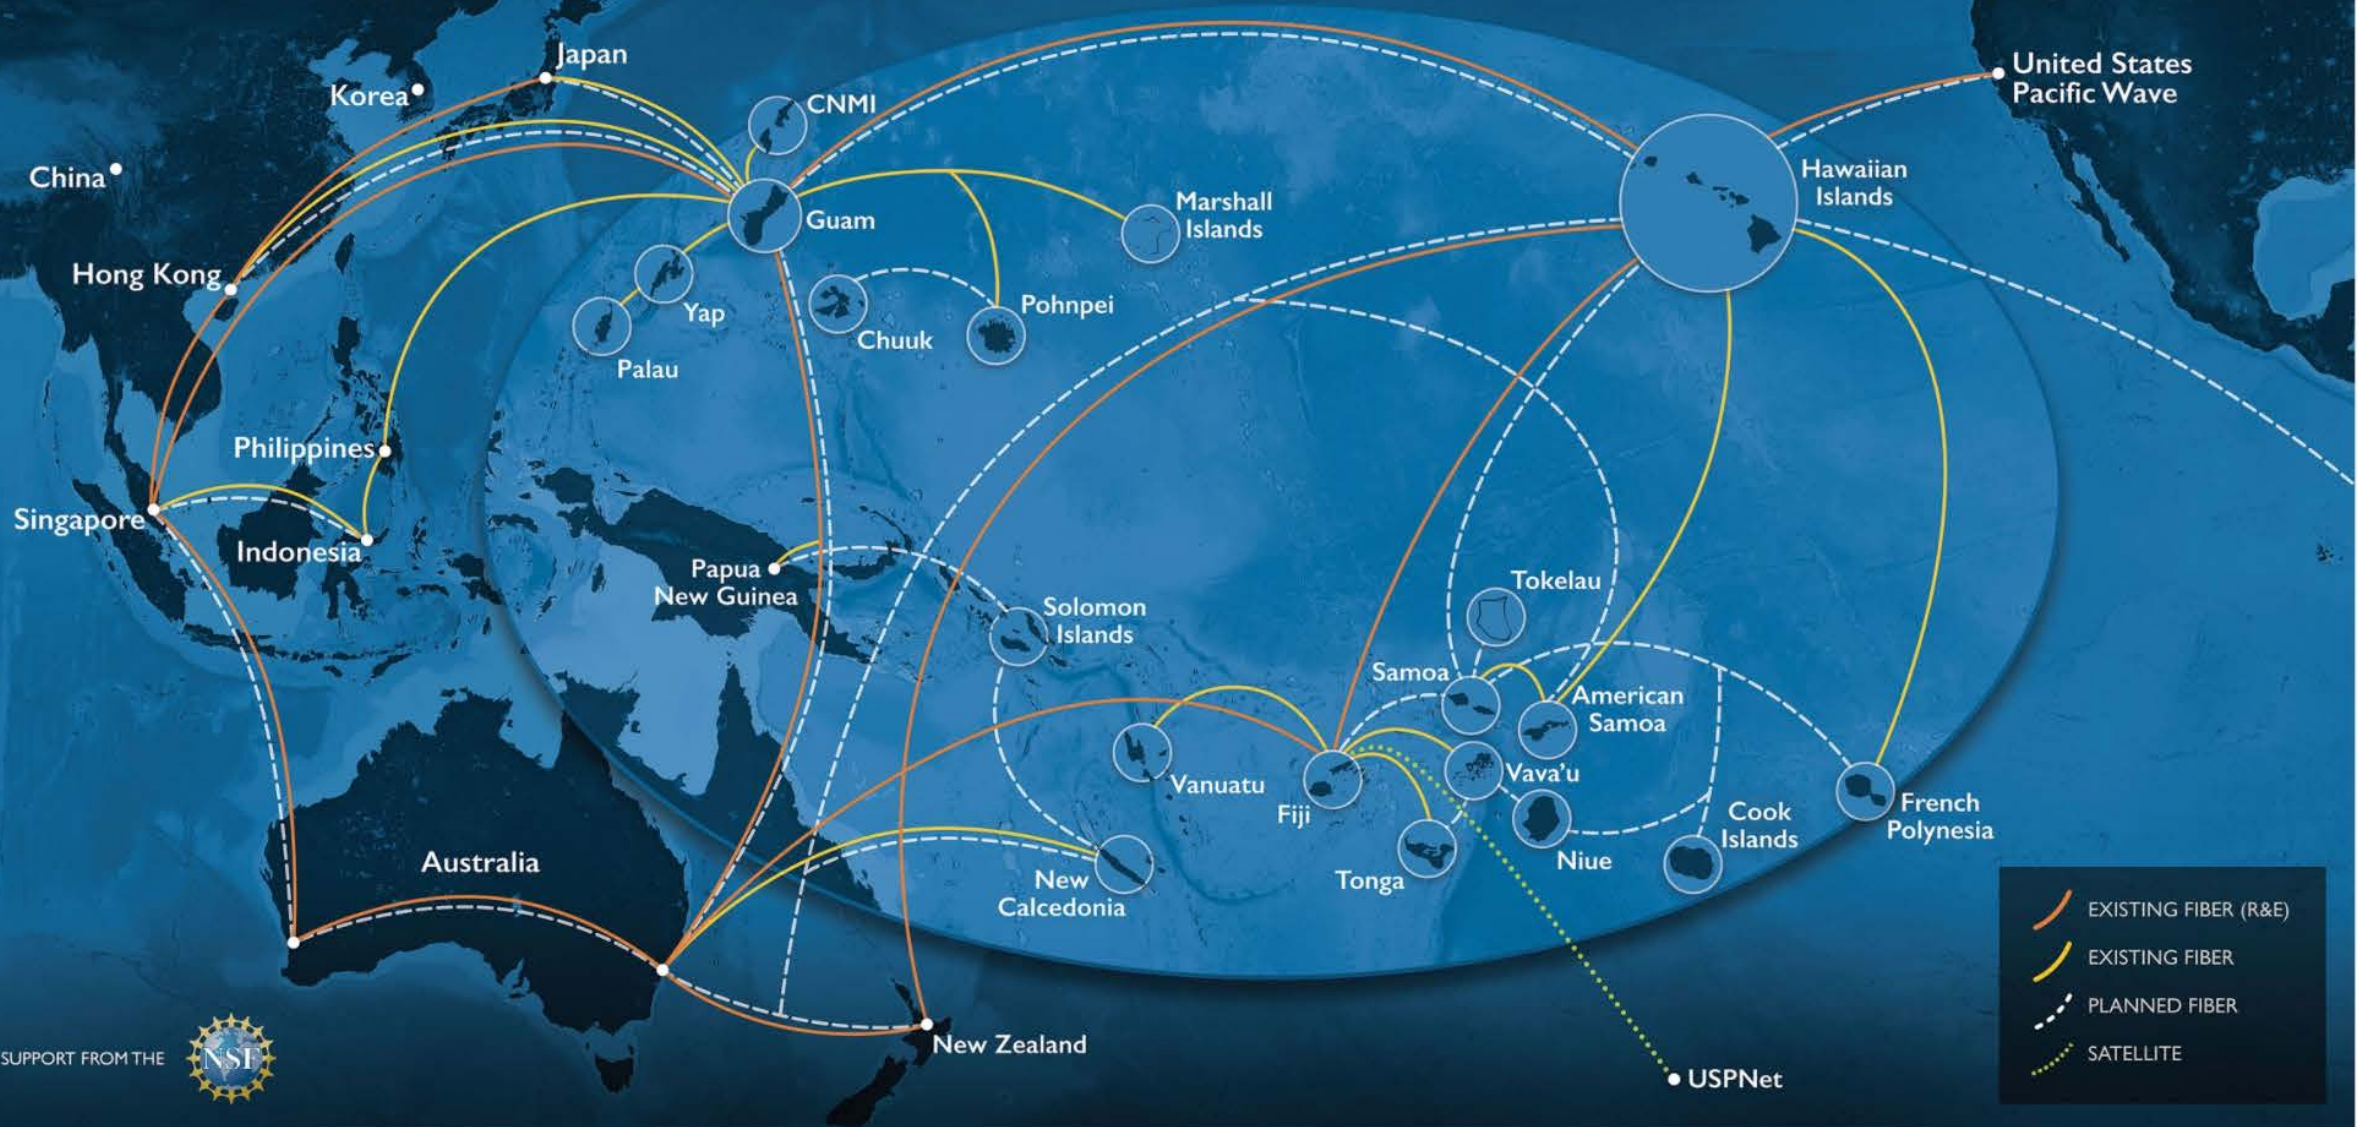 Japan
Korea
China
CNMI
Guam
Hong Kong
Yap
Palau
Chuuk
Pohnpei
Marshall
Islands
Hawaiian
Islands
United States
Pacific Wave
Philippines
Singapore
Indonesia
Papua
New Guinea
Solomon
Islands
Tokelau
Samoa
American
Samoa
Vanuatu
Fiji
Vava'u
Tonga
Niue
Cook
Islands
French
Polynesia
Australia
New
Calcedonia
New Zealand
USPNet
EXISTING FIBER (R&E)
EXISTING FIBER
PLANNED FIBER
SATELLITE
SUPPORT FROM THE
NSF